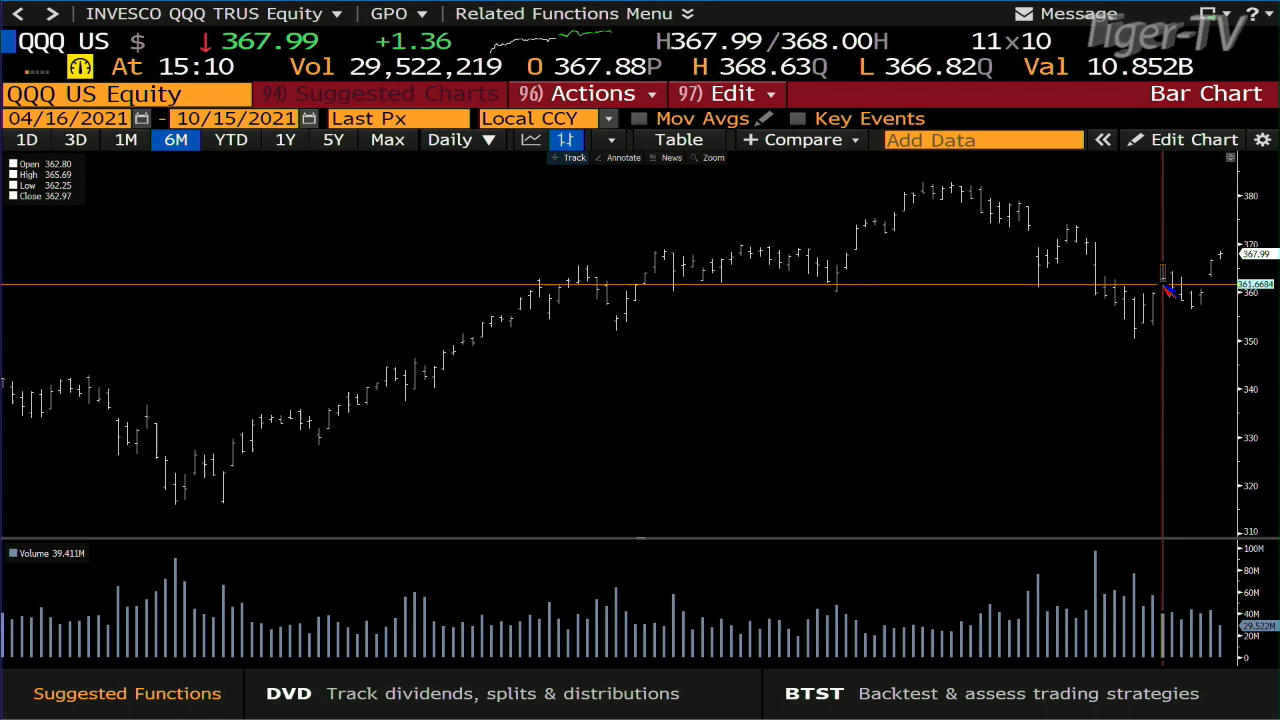 INVESCO QQQ TRUS Equity GPO Related Functions Menu Message ?
Tiger-TV
QQQ US $ 367.99 +1.36 H367.99/368.00H 11x10
At 15:10 Vol 29,522,219 O 367.88P H 368.63Q L 366.82Q Val 10.852B
QQQ US Equity 94) Suggested Charts 96) Actions 97) Edit Bar Chart
04/16/2021 - 10/15/2021 Last Px Local CCY Mov Avgs Key Events
1D 3D 1M 6M YTD 1Y 5Y Max Daily Table + Compare Add Data Edit Chart
Track Annotate News Zoom
Open 362.80
High 365.69
Low 362.25
Close 362.97
380
370
367.99
361.6684
360
350
340
330
320
310
Volume 39.411M
100M
80M
60M
40M
29.522M
20M
0
Suggested Functions DVD Track dividends, splits & distributions BTST Backtest & assess trading strategies